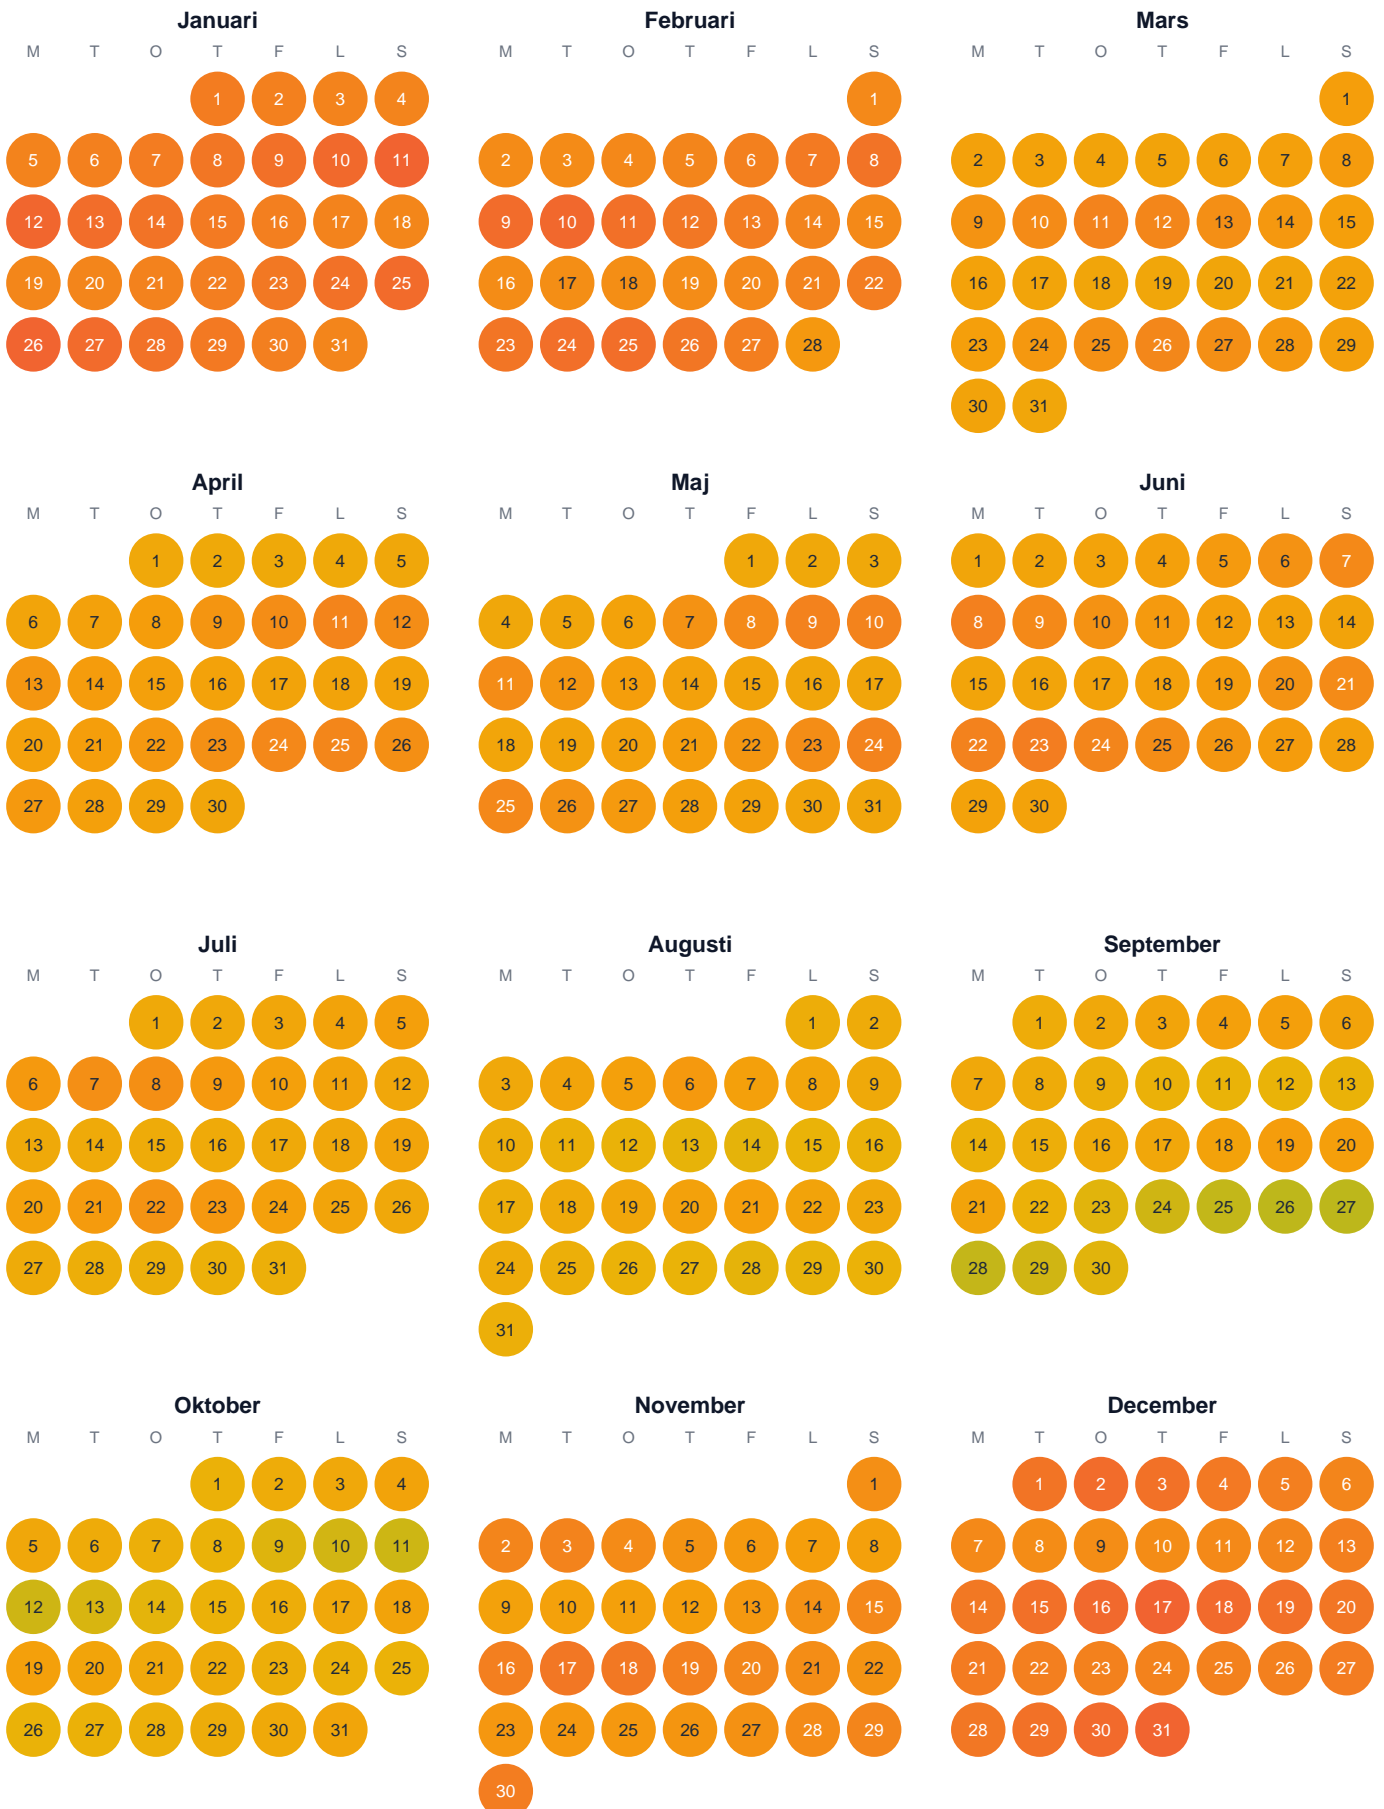 Januari Februari Mars
M T O T F L S M T O T F L S M T O T F L S
1 2 3 4 1 1
5 6 7 8 9 10 11 2 3 4 5 6 7 8 2 3 4 5 6 7 8
12 13 14 15 16 17 18 9 10 11 12 13 14 15 9 10 11 12 13 14 15
19 20 21 22 23 24 25 16 17 18 19 20 21 22 16 17 18 19 20 21 22
26 27 28 29 30 31 23 24 25 26 27 28 23 24 25 26 27 28 29
30 31
April Maj Juni
M T O T F L S M T O T F L S M T O T F L S
1 2 3 4 5 1 2 3 1 2 3 4 5 6 7
6 7 8 9 10 11 12 4 5 6 7 8 9 10 8 9 10 11 12 13 14
13 14 15 16 17 18 19 11 12 13 14 15 16 17 15 16 17 18 19 20 21
20 21 22 23 24 25 26 18 19 20 21 22 23 24 22 23 24 25 26 27 28
27 28 29 30 25 26 27 28 29 30 31 29 30
Juli Augusti September
M T O T F L S M T O T F L S M T O T F L S
1 2 3 4 5 1 2 1 2 3 4 5 6
6 7 8 9 10 11 12 3 4 5 6 7 8 9 7 8 9 10 11 12 13
13 14 15 16 17 18 19 10 11 12 13 14 15 16 14 15 16 17 18 19 20
20 21 22 23 24 25 26 17 18 19 20 21 22 23 21 22 23 24 25 26 27
27 28 29 30 31 24 25 26 27 28 29 30 28 29 30
31
Oktober November December
M T O T F L S M T O T F L S M T O T F L S
1 2 3 4 1 1 2 3 4 5 6
5 6 7 8 9 10 11 2 3 4 5 6 7 8 7 8 9 10 11 12 13
12 13 14 15 16 17 18 9 10 11 12 13 14 15 14 15 16 17 18 19 20
19 20 21 22 23 24 25 16 17 18 19 20 21 22 21 22 23 24 25 26 27
26 27 28 29 30 31 23 24 25 26 27 28 29 28 29 30 31
30